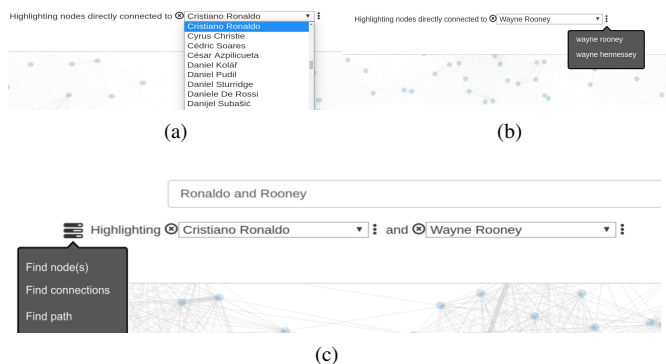 Highlighting nodes directly connected to Cristiano Ronaldo
Cristiano Ronaldo
Cyrus Christie
Cédric Soares
César Azpilicueta
Daniel Kolář
Daniel Pudil
Daniel Sturridge
Daniele De Rossi
Danijel Subašić
(a)
Highlighting nodes directly connected to Wayne Rooney
wayne rooney
wayne hennessey
(b)
Ronaldo and Rooney
Highlighting Cristiano Ronaldo and Wayne Rooney
Find node(s)
Find connections
Find path
(c)